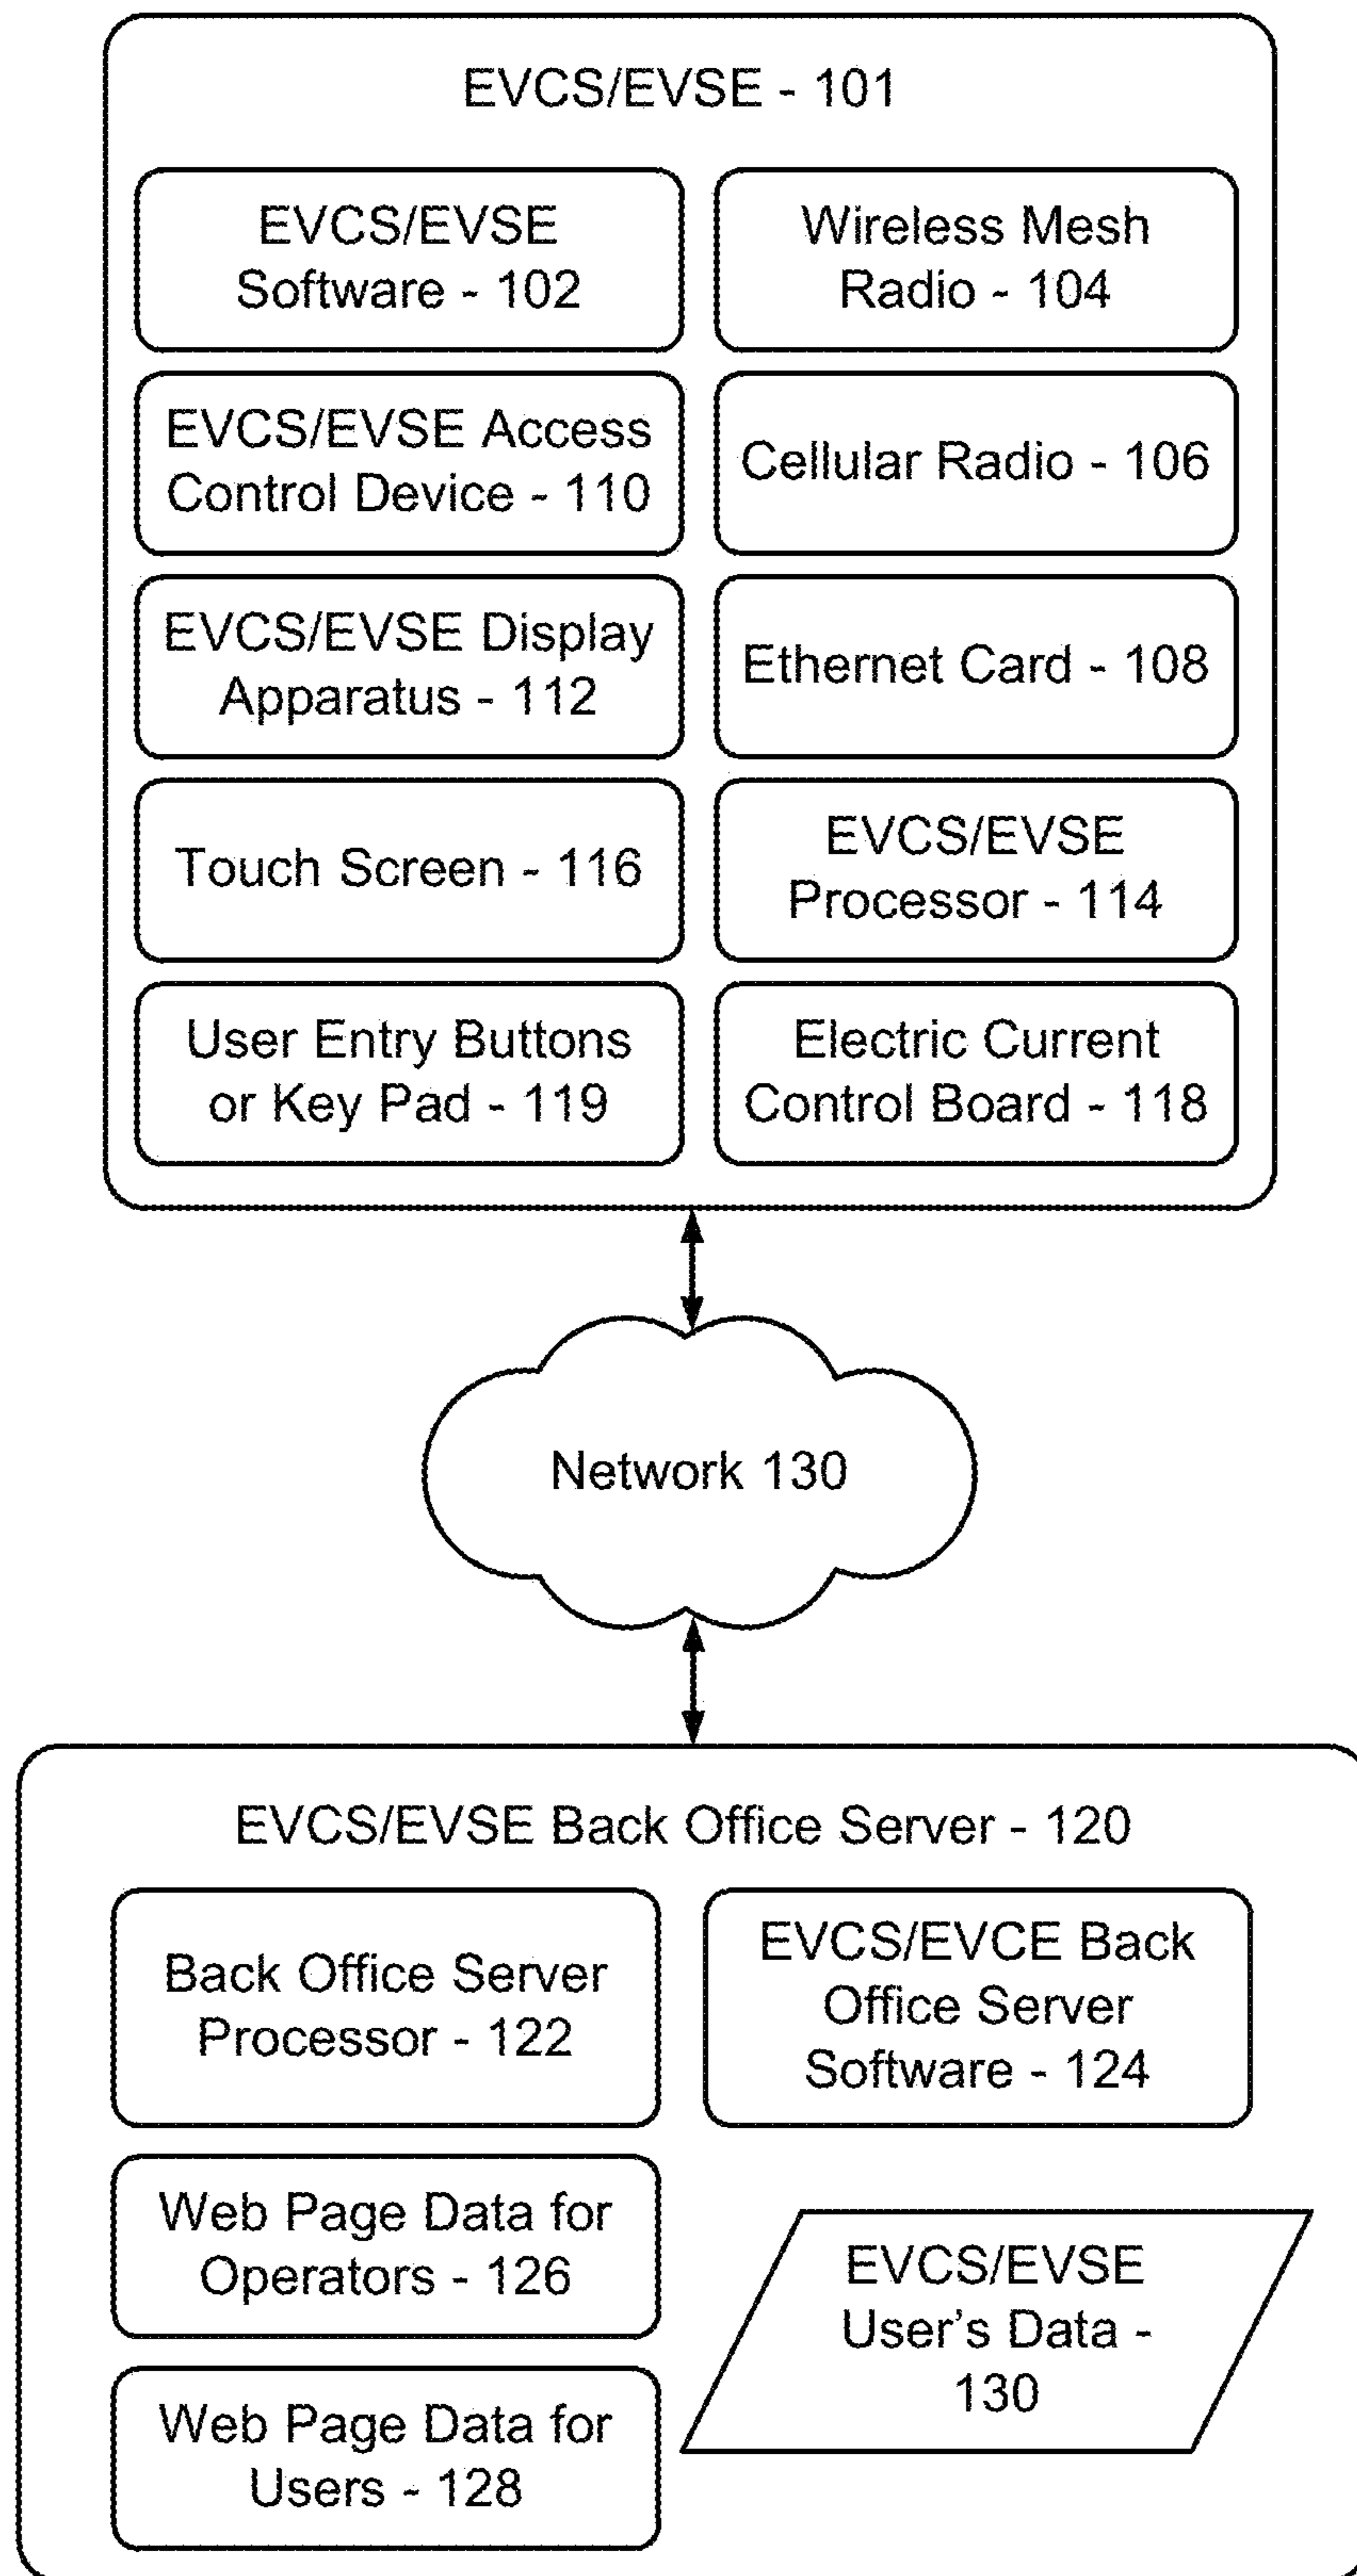 EVCS/EVSE - 101
EVCS/EVSE
Software - 102
Wireless Mesh
Radio - 104
EVCS/EVSE Access
Control Device - 110
Cellular Radio - 106
EVCS/EVSE Display
Apparatus - 112
Ethernet Card - 108
Touch Screen - 116
EVCS/EVSE
Processor - 114
User Entry Buttons
or Key Pad - 119
Electric Current
Control Board - 118
Network 130
EVCS/EVSE Back Office Server - 120
Back Office Server
Processor - 122
EVCS/EVCE Back
Office Server
Software - 124
Web Page Data for
Operators - 126
EVCS/EVSE
User’s Data -
130
Web Page Data for
Users - 128